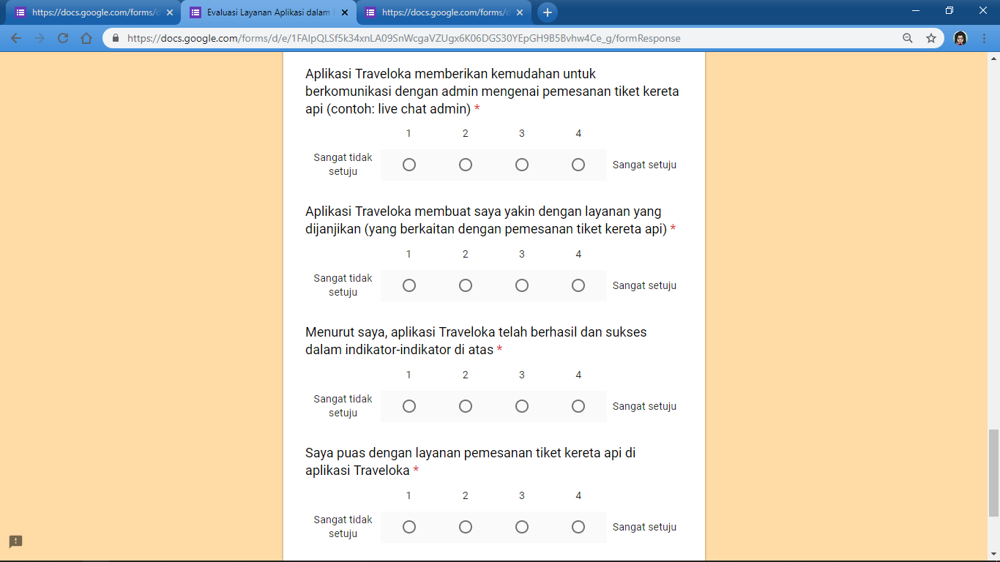 https://docs.google.com/forms/d
Evaluasi Layanan Aplikasi dalam
https://docs.google.com/forms/d
https://docs.google.com/forms/d/e/1FAIpQLSf5k34xnLA09SnWcgaVZUgx6K06DGS30YEpGH9B5Bvhw4Ce_g/formResponse
Aplikasi Traveloka memberikan kemudahan untuk
berkomunikasi dengan admin mengenai pemesanan tiket kereta
api (contoh: live chat admin) *
1 2 3 4
Sangat tidak
setuju
Sangat setuju
Aplikasi Traveloka membuat saya yakin dengan layanan yang
dijanjikan (yang berkaitan dengan pemesanan tiket kereta api) *
1 2 3 4
Sangat tidak
setuju
Sangat setuju
Menurut saya, aplikasi Traveloka telah berhasil dan sukses
dalam indikator-indikator di atas *
1 2 3 4
Sangat tidak
setuju
Sangat setuju
Saya puas dengan layanan pemesanan tiket kereta api di
aplikasi Traveloka *
1 2 3 4
Sangat tidak
setuju
Sangat setuju